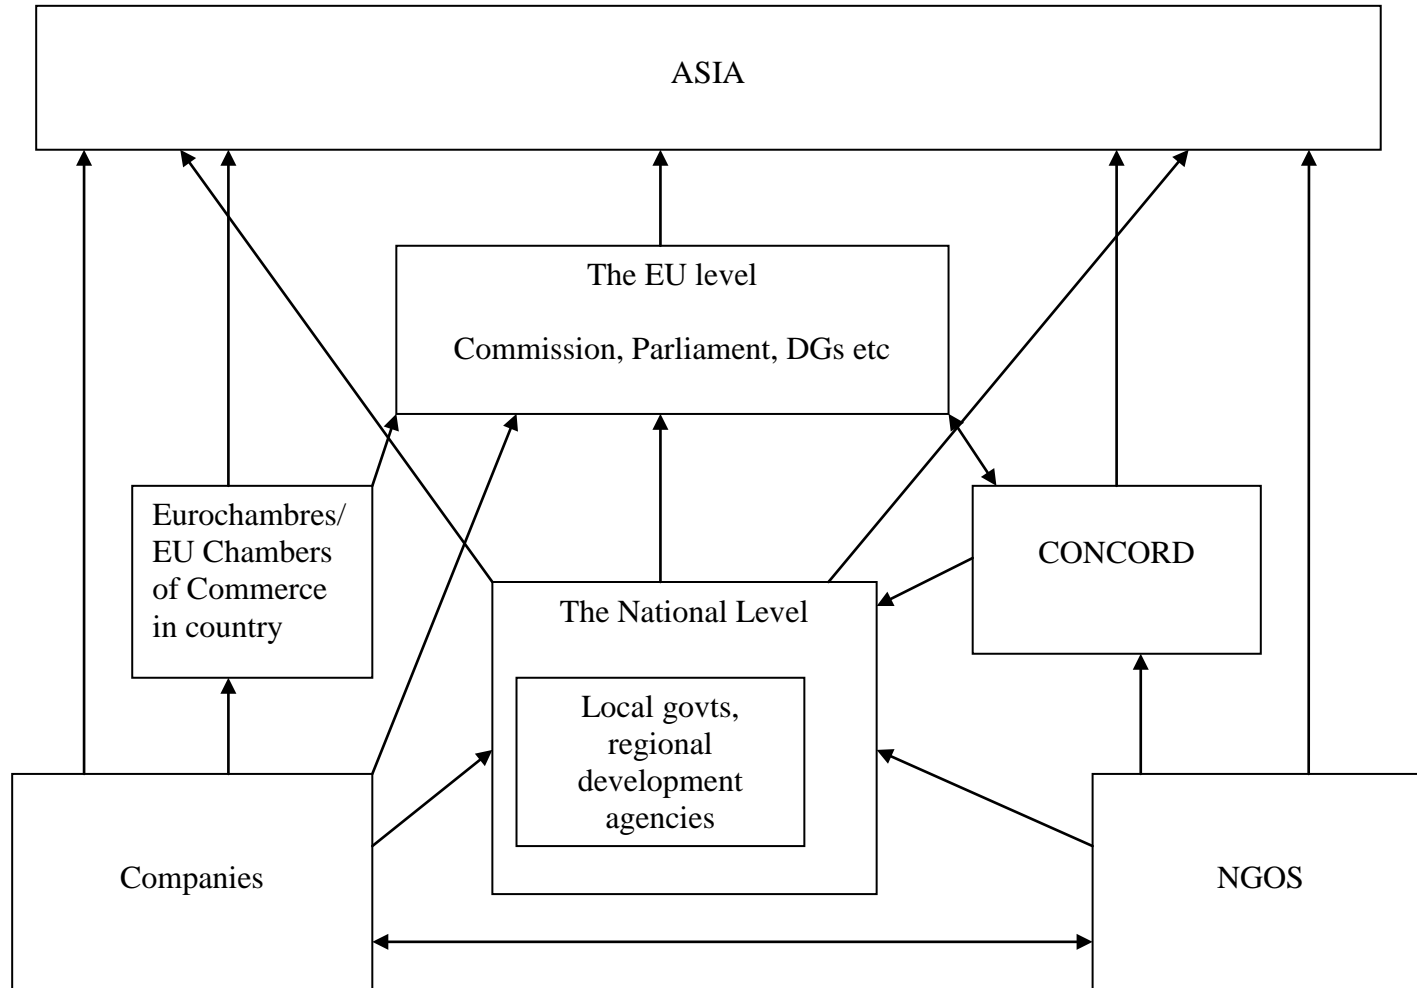 ASIA
The EU level
Commission, Parliament, DGs etc
Eurochambres/
EU Chambers
of Commerce
in country
CONCORD
The National Level
Local govts,
regional
development
agencies
Companies
NGOS